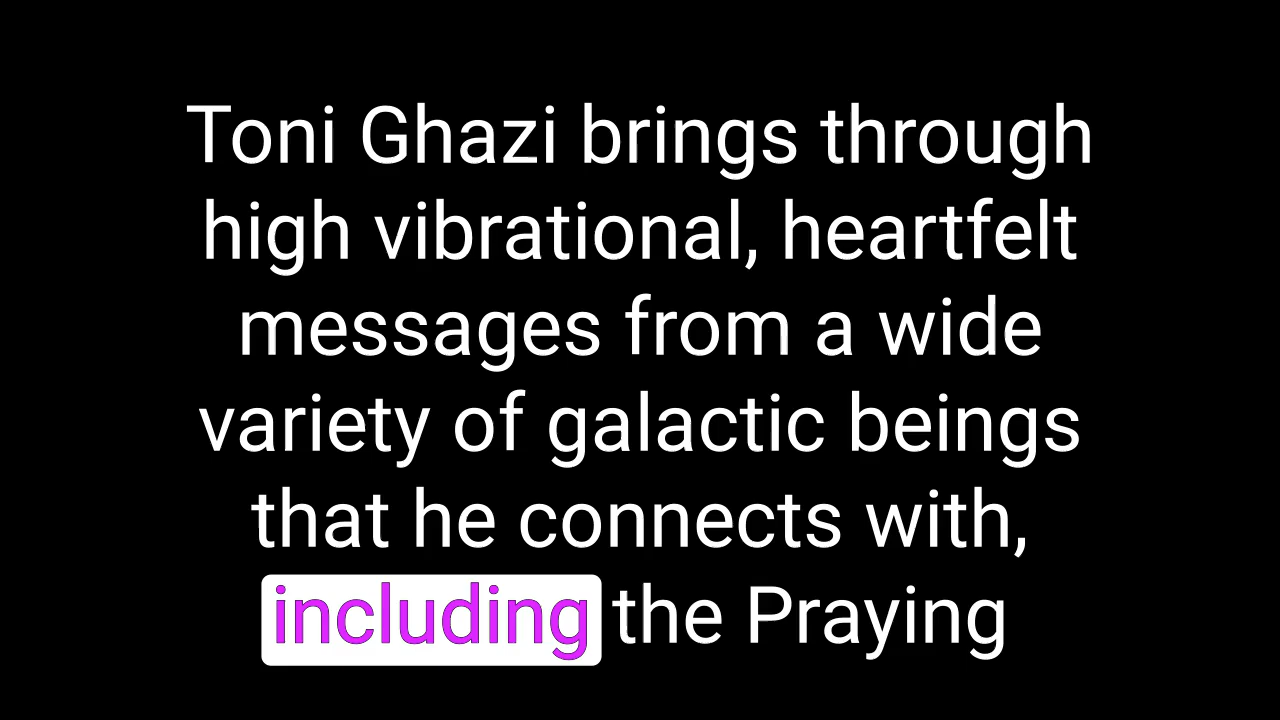 Toni Ghazi brings through
high vibrational, heartfelt
messages from a wide
variety of galactic beings
that he connects with,
including the Praying